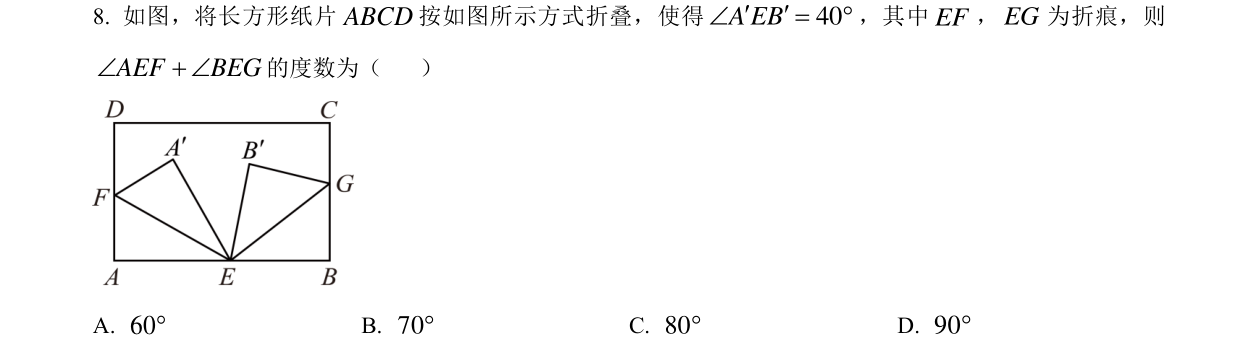 8. 如图，将长方形纸片 ABCD 按如图所示方式折叠，使得 ∠A′EB′ = 40°，其中 EF ， EG 为折痕，则
∠AEF + ∠BEG 的度数为（ ）
D C
A′ B′
F G
A E B
A. 60° B. 70° C. 80° D. 90°